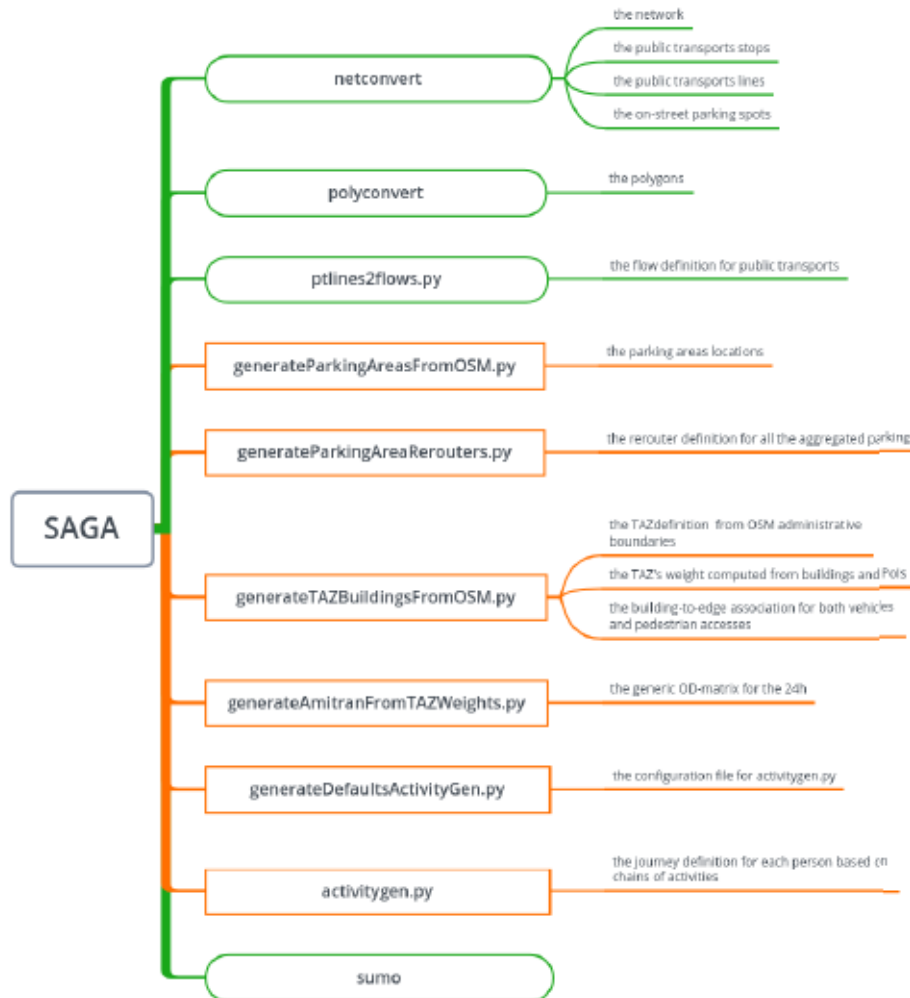 the network
the public transports stops
netconvert
the public transports lines
the on-street parking spots
polyconvert
the polygons
ptlines2flows.py
the flow definition for public transports
generateParkingAreasFromOSM.py
the parking areas locations
generateParkingAreaRerouters.py
the rerouter definition for all the aggregated parking
SAGA
the TAZdefinition from OSM administrative
boundaries
generateTAZBuildingsFromOSM.py
the TAZ's weight computed from buildings and PoIs
the building-to-edge association for both vehicles
and pedestrian accesses
generateAmitranFromTAZWeights.py
the generic OD-matrix for the 24h
generateDefaultsActivityGen.py
the configuration file for activitygen.py
activitygen.py
the journey definition for each person based on
chains of activities
sumo